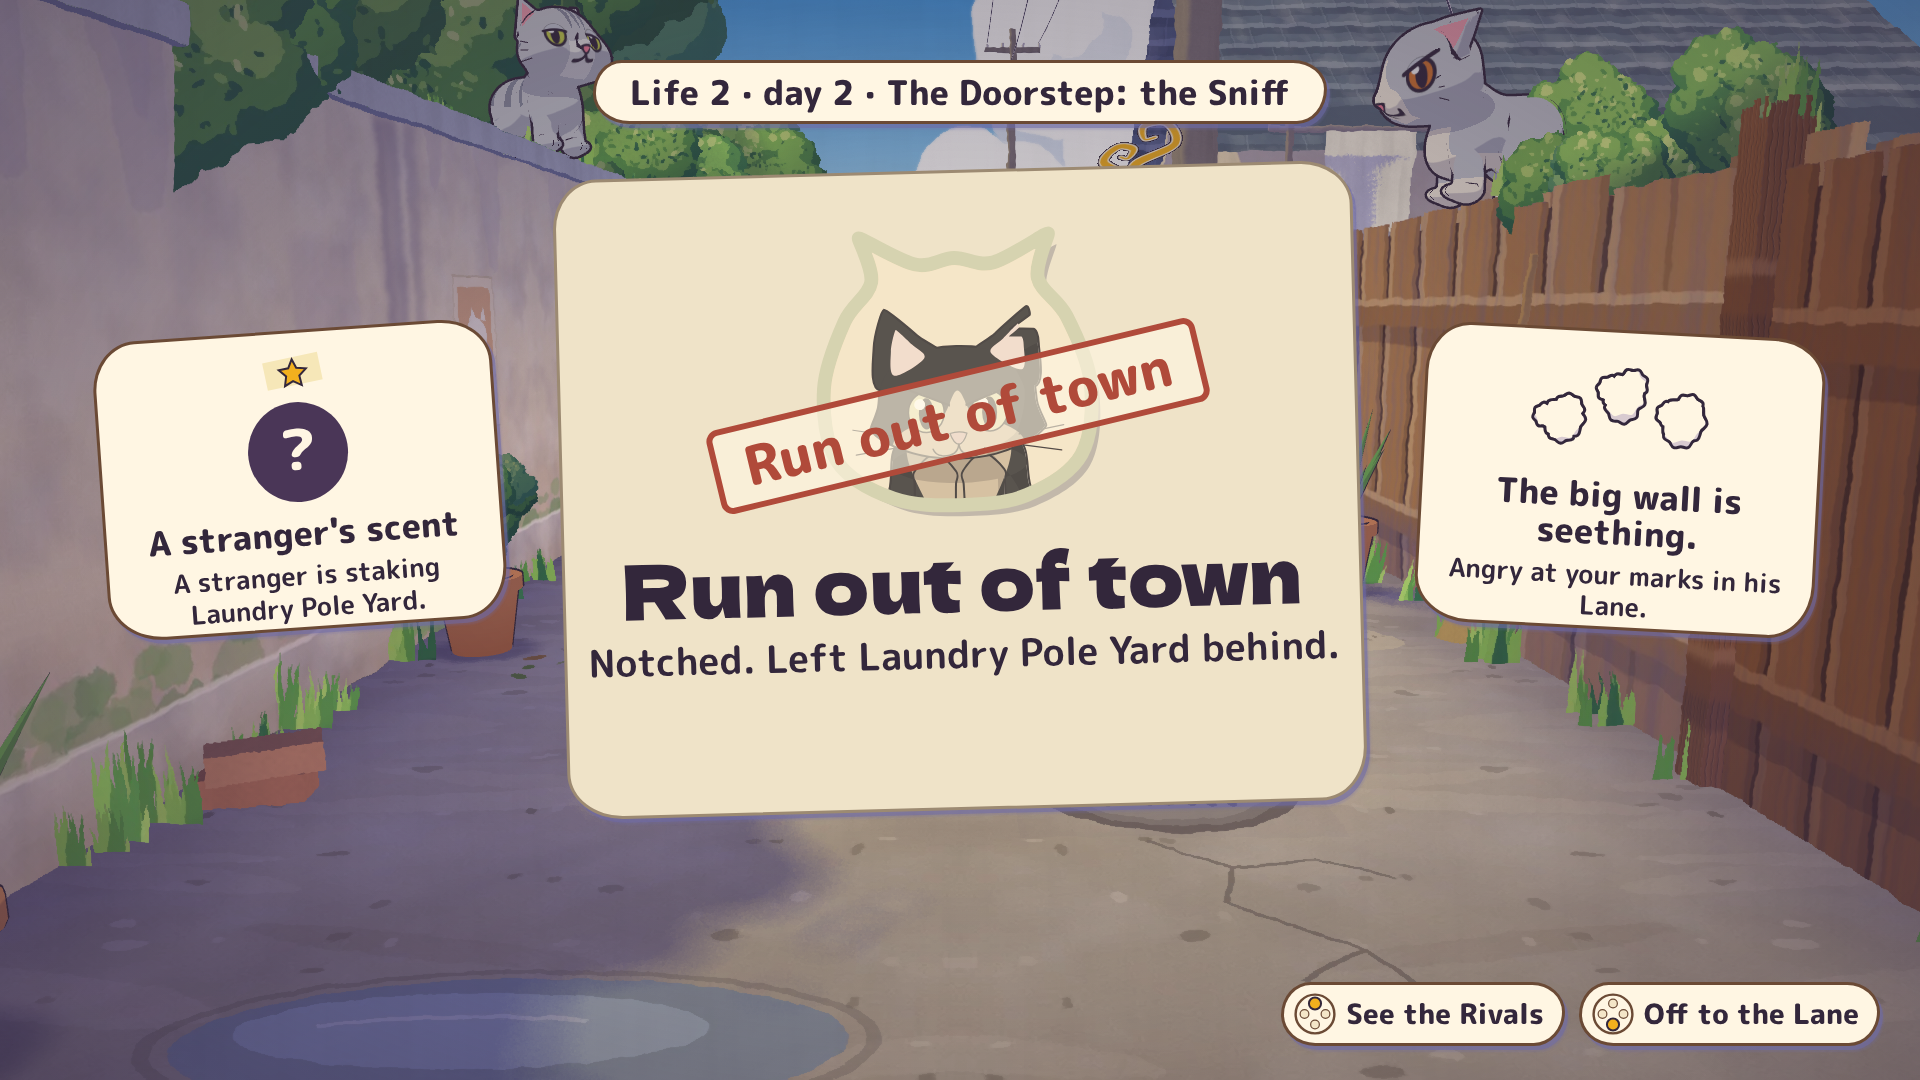 Life 2 · day 2 · The Doorstep: the Sniff
?
A stranger's scent
A stranger is staking
Laundry Pole Yard.
Run out of town
Run out of town
Notched. Left Laundry Pole Yard behind.
The big wall is
seething.
Angry at your marks in his
Lane.
See the Rivals
Off to the Lane